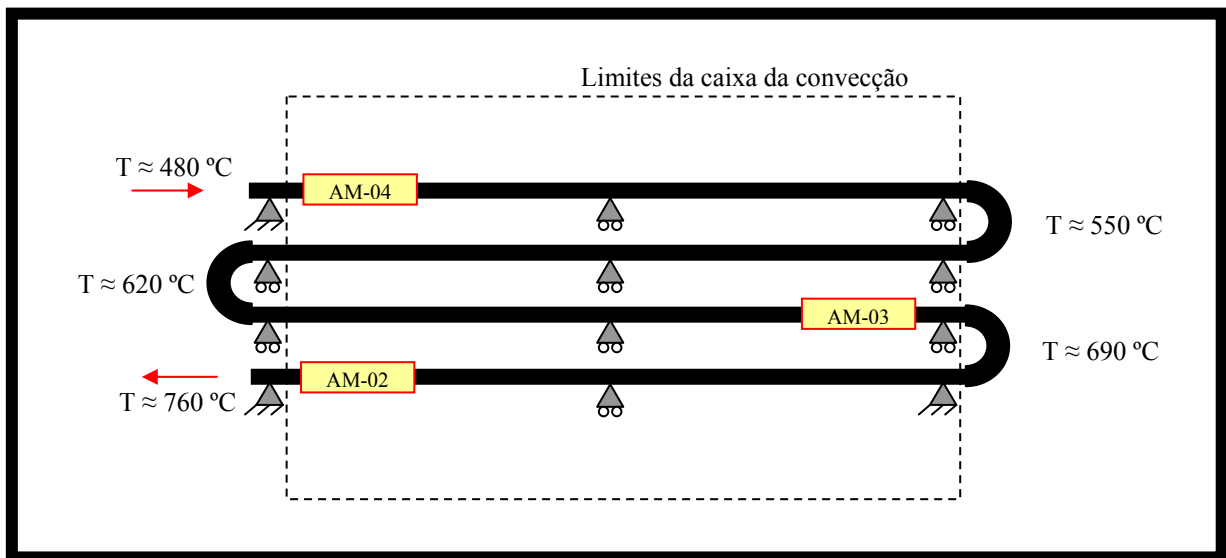 Limites da caixa da convecção
T ≈ 480 ºC
AM-04
T ≈ 550 ºC
T ≈ 620 ºC
AM-03
T ≈ 690 ºC
AM-02
T ≈ 760 ºC